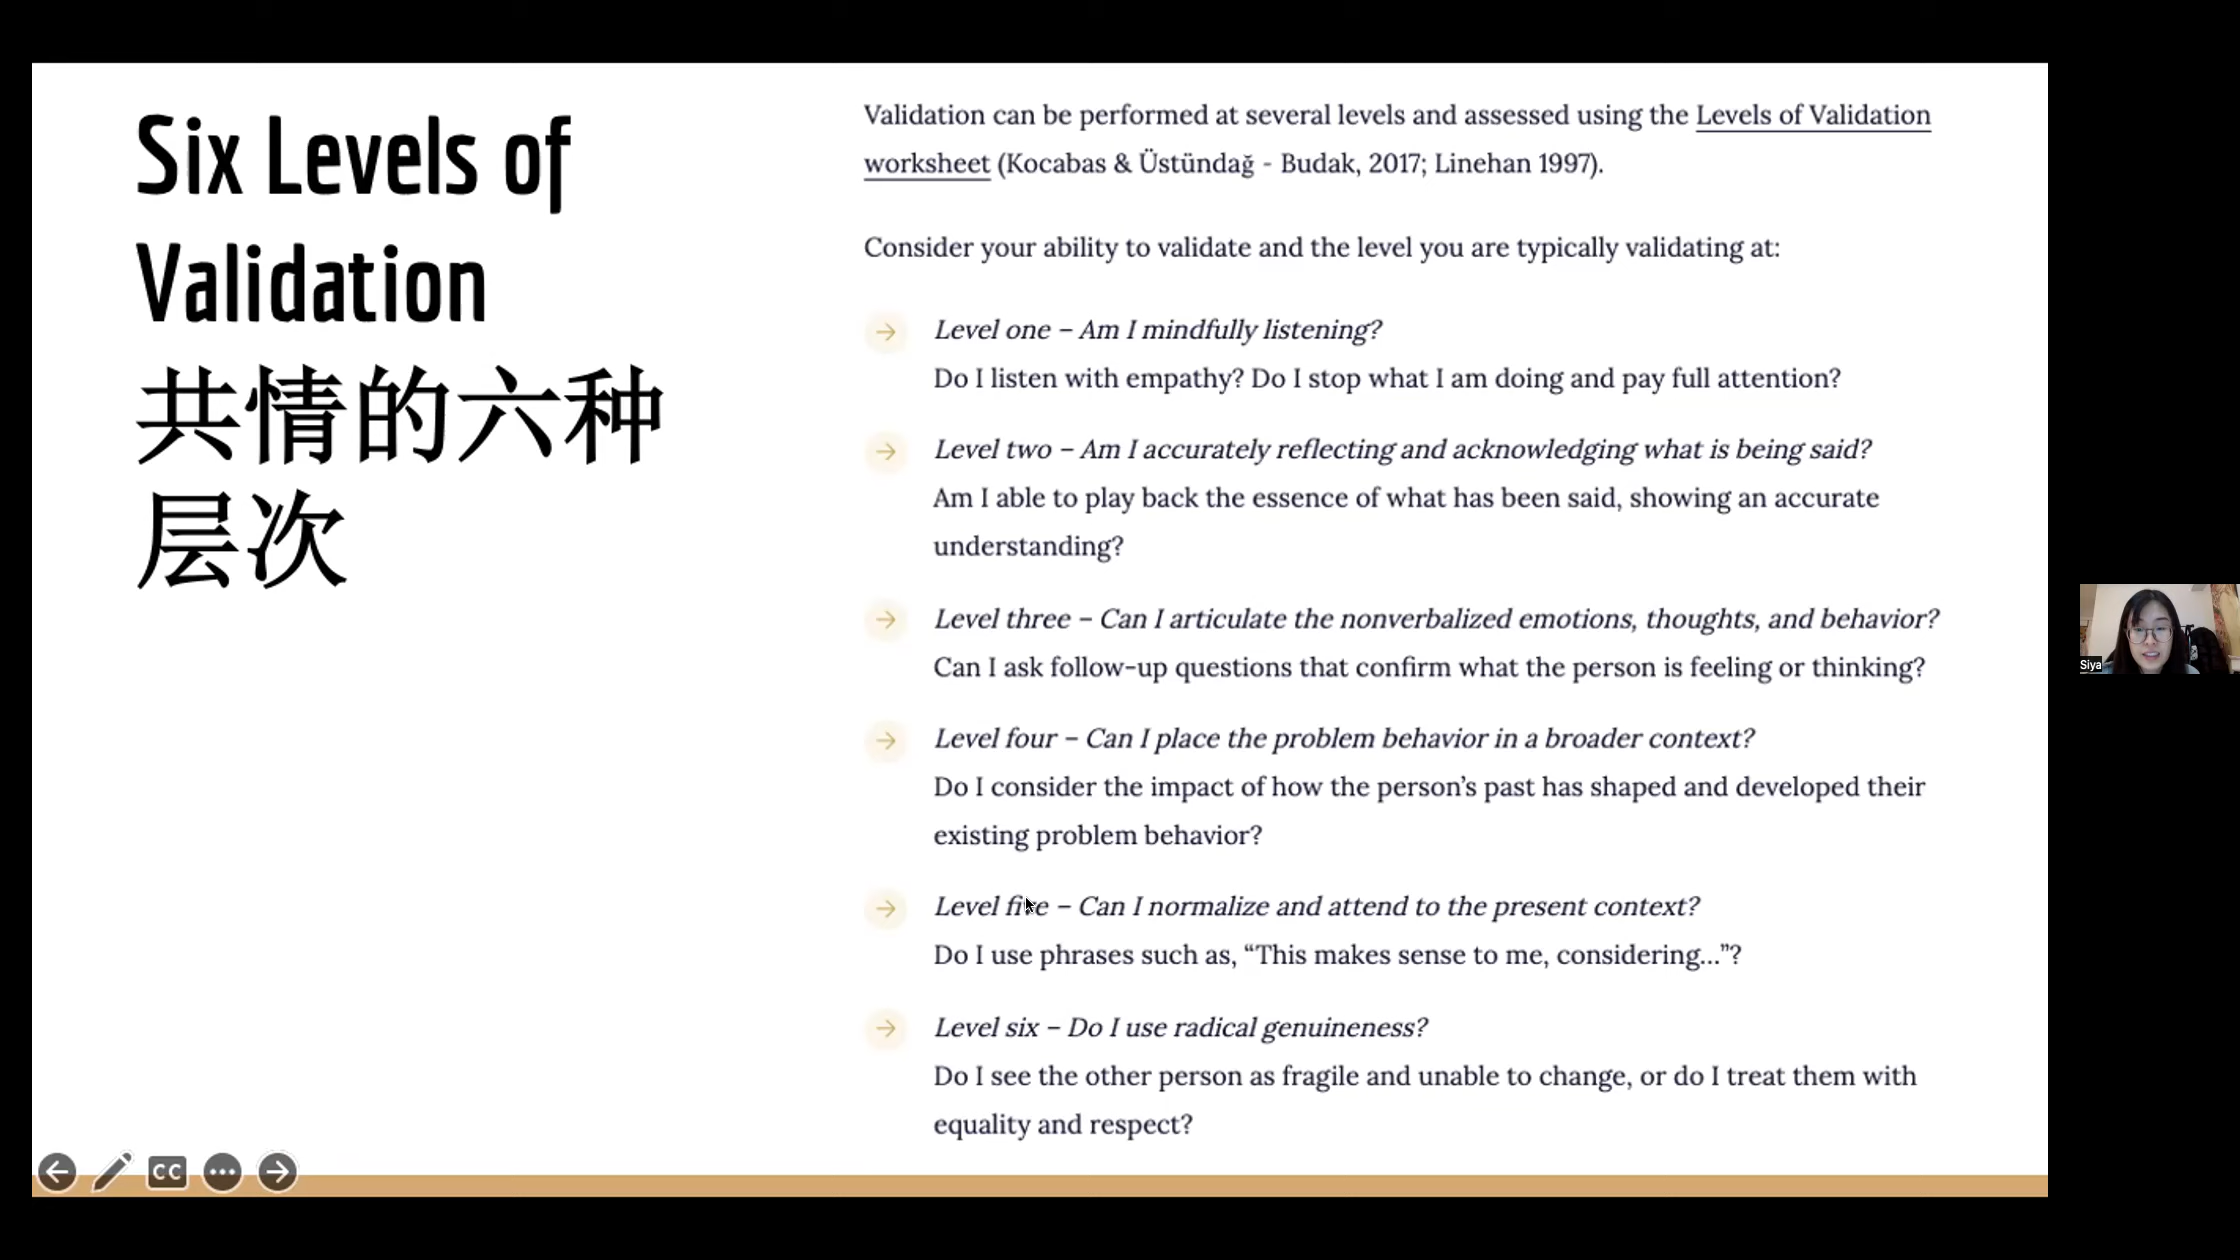 Six Levels of
Validation
共情的六种
层次
Validation can be performed at several levels and assessed using the Levels of Validation
worksheet (Kocabas & Üstündağ - Budak, 2017; Linehan 1997).
Consider your ability to validate and the level you are typically validating at:
Level one – Am I mindfully listening?
Do I listen with empathy? Do I stop what I am doing and pay full attention?
Level two – Am I accurately reflecting and acknowledging what is being said?
Am I able to play back the essence of what has been said, showing an accurate
understanding?
Level three – Can I articulate the nonverbalized emotions, thoughts, and behavior?
Can I ask follow-up questions that confirm what the person is feeling or thinking?
Level four – Can I place the problem behavior in a broader context?
Do I consider the impact of how the person’s past has shaped and developed their
existing problem behavior?
Level five – Can I normalize and attend to the present context?
Do I use phrases such as, “This makes sense to me, considering…”?
Level six – Do I use radical genuineness?
Do I see the other person as fragile and unable to change, or do I treat them with
equality and respect?
CC
Siya